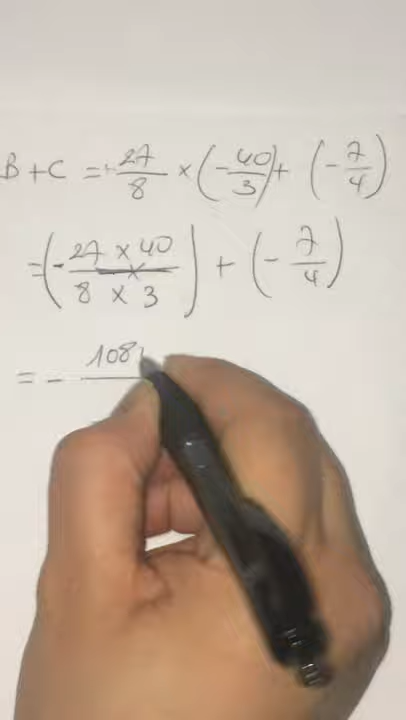 B + C = + 27/8 × (- 40/3) + (- 7/4)
= (- 27 × 40 / 8 × 3) + (- 7/4)
= - 108